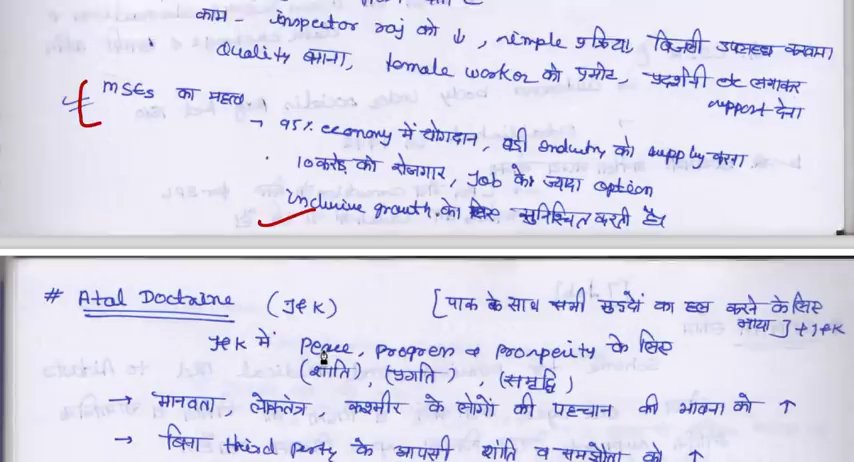 काम - inspector raj को ↓, simple प्रक्रिया, बिजली उपलब्ध करवाना
Quality लाना, female worker को प्रमोट, प्रदर्शनी etc लगाकर
support देना
MSEs का महत्व
→ 95% economy में योगदान, बड़ी industry को supply करना
10 करोड़ को रोजगार, Job के ज्यादा option
inclusive growth को सुनिश्चित करती है।
# Atal Doctrine (J&K) [पाक के साथ सभी मुद्दों का हल करने के लिए
लाया] + J&K
J&K में Peace, progress & prosperity के लिए
(शांति), (प्रगति), (समृद्धि)
→ मानवता, लोकतंत्र, कश्मीर के लोगों की पहचान की भावना को ↑
→ बिना third party के आपसी शांति व समझौता को ↑